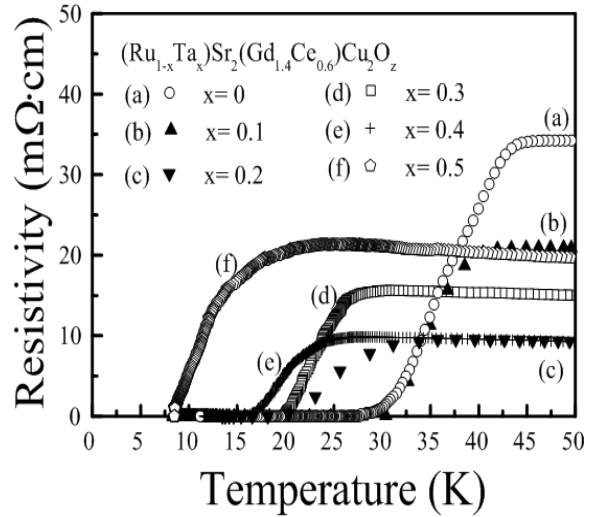 (Ru1-xTax)Sr2(Gd1.4Ce0.6)Cu2Oz
(a) x= 0
(b) x= 0.1
(c) x= 0.2
(d) x= 0.3
(e) x= 0.4
(f) x= 0.5
(a)
(b)
(f)
(d)
(e)
(c)
Resistivity (mΩ·cm)
50
40
30
20
10
0
0 5 10 15 20 25 30 35 40 45 50
Temperature (K)